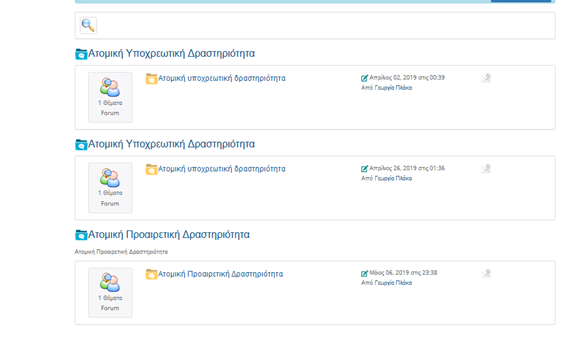 Ατομική Υποχρεωτική Δραστηριότητα
Ατομική υποχρεωτική δραστηριότητα
Απρίλιος 02, 2019 στις 00:39
Από Γεωργία Πλάκα
1 Θέματα
Forum
Ατομική Υποχρεωτική Δραστηριότητα
Ατομική υποχρεωτική δραστηριότητα
Απρίλιος 26, 2019 στις 01:36
Από Γεωργία Πλάκα
1 Θέματα
Forum
Ατομική Προαιρετική Δραστηριότητα
Ατομική Προαιρετική Δραστηριότητα
Ατομική Προαιρετική Δραστηριότητα
Μάιος 06, 2019 στις 23:38
Από Γεωργία Πλάκα
1 Θέματα
Forum